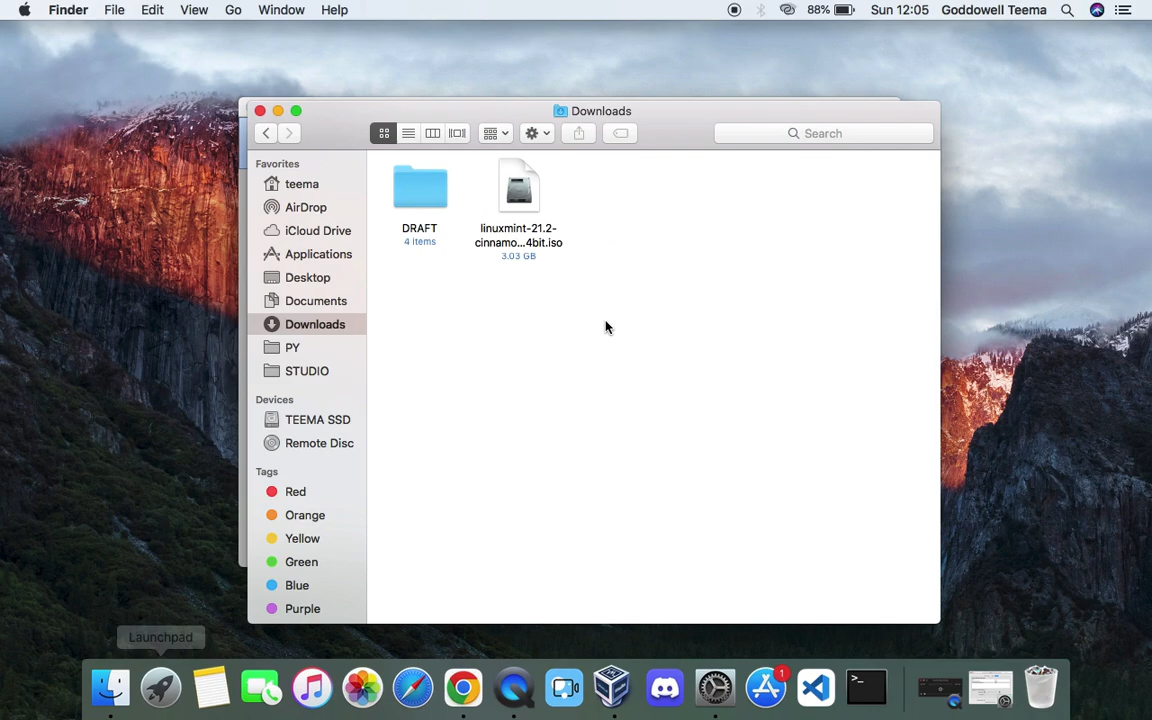 Finder File Edit View Go Window Help 88% Sun 12:05 Goddowell Teema
Downloads
Search
Favorites
teema
AirDrop
iCloud Drive
Applications
Desktop
Documents
Downloads
PY
STUDIO
Devices
TEEMA SSD
Remote Disc
Tags
Red
Orange
Yellow
Green
Blue
Purple
DRAFT
4 items
linuxmint-21.2-
cinnamo...4bit.iso
3.03 GB
Launchpad
1
>_